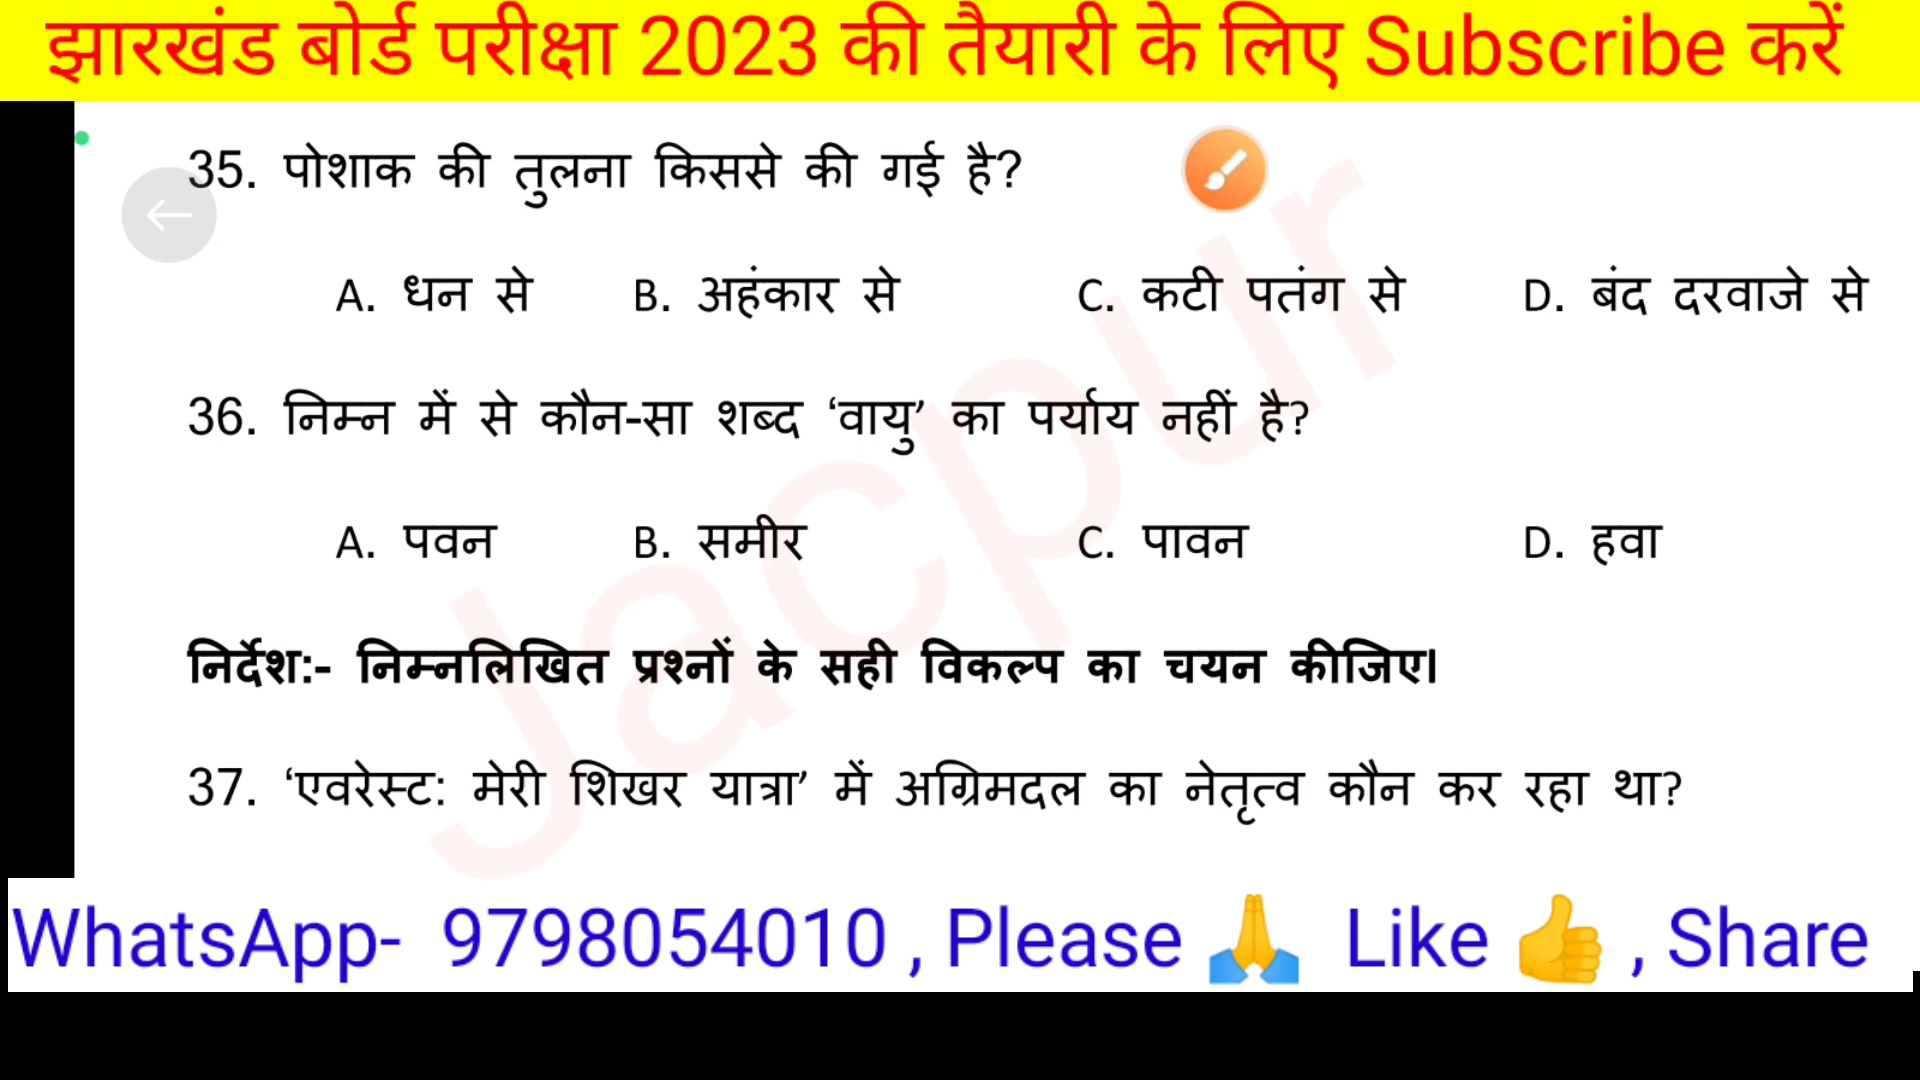 झारखंड बोर्ड परीक्षा 2023 की तैयारी के लिए Subscribe करें
35. पोशाक की तुलना किससे की गई है?
A. धन से B. अहंकार से C. कटी पतंग से D. बंद दरवाजे से
36. निम्न में से कौन-सा शब्द ‘वायु’ का पर्याय नहीं है?
A. पवन B. समीर C. पावन D. हवा
निर्देश:- निम्नलिखित प्रश्नों के सही विकल्प का चयन कीजिए।
37. ‘एवरेस्ट: मेरी शिखर यात्रा’ में अग्रिमदल का नेतृत्व कौन कर रहा था?
Jacpur
WhatsApp- 9798054010 , Please 🙏 Like 👍 , Share